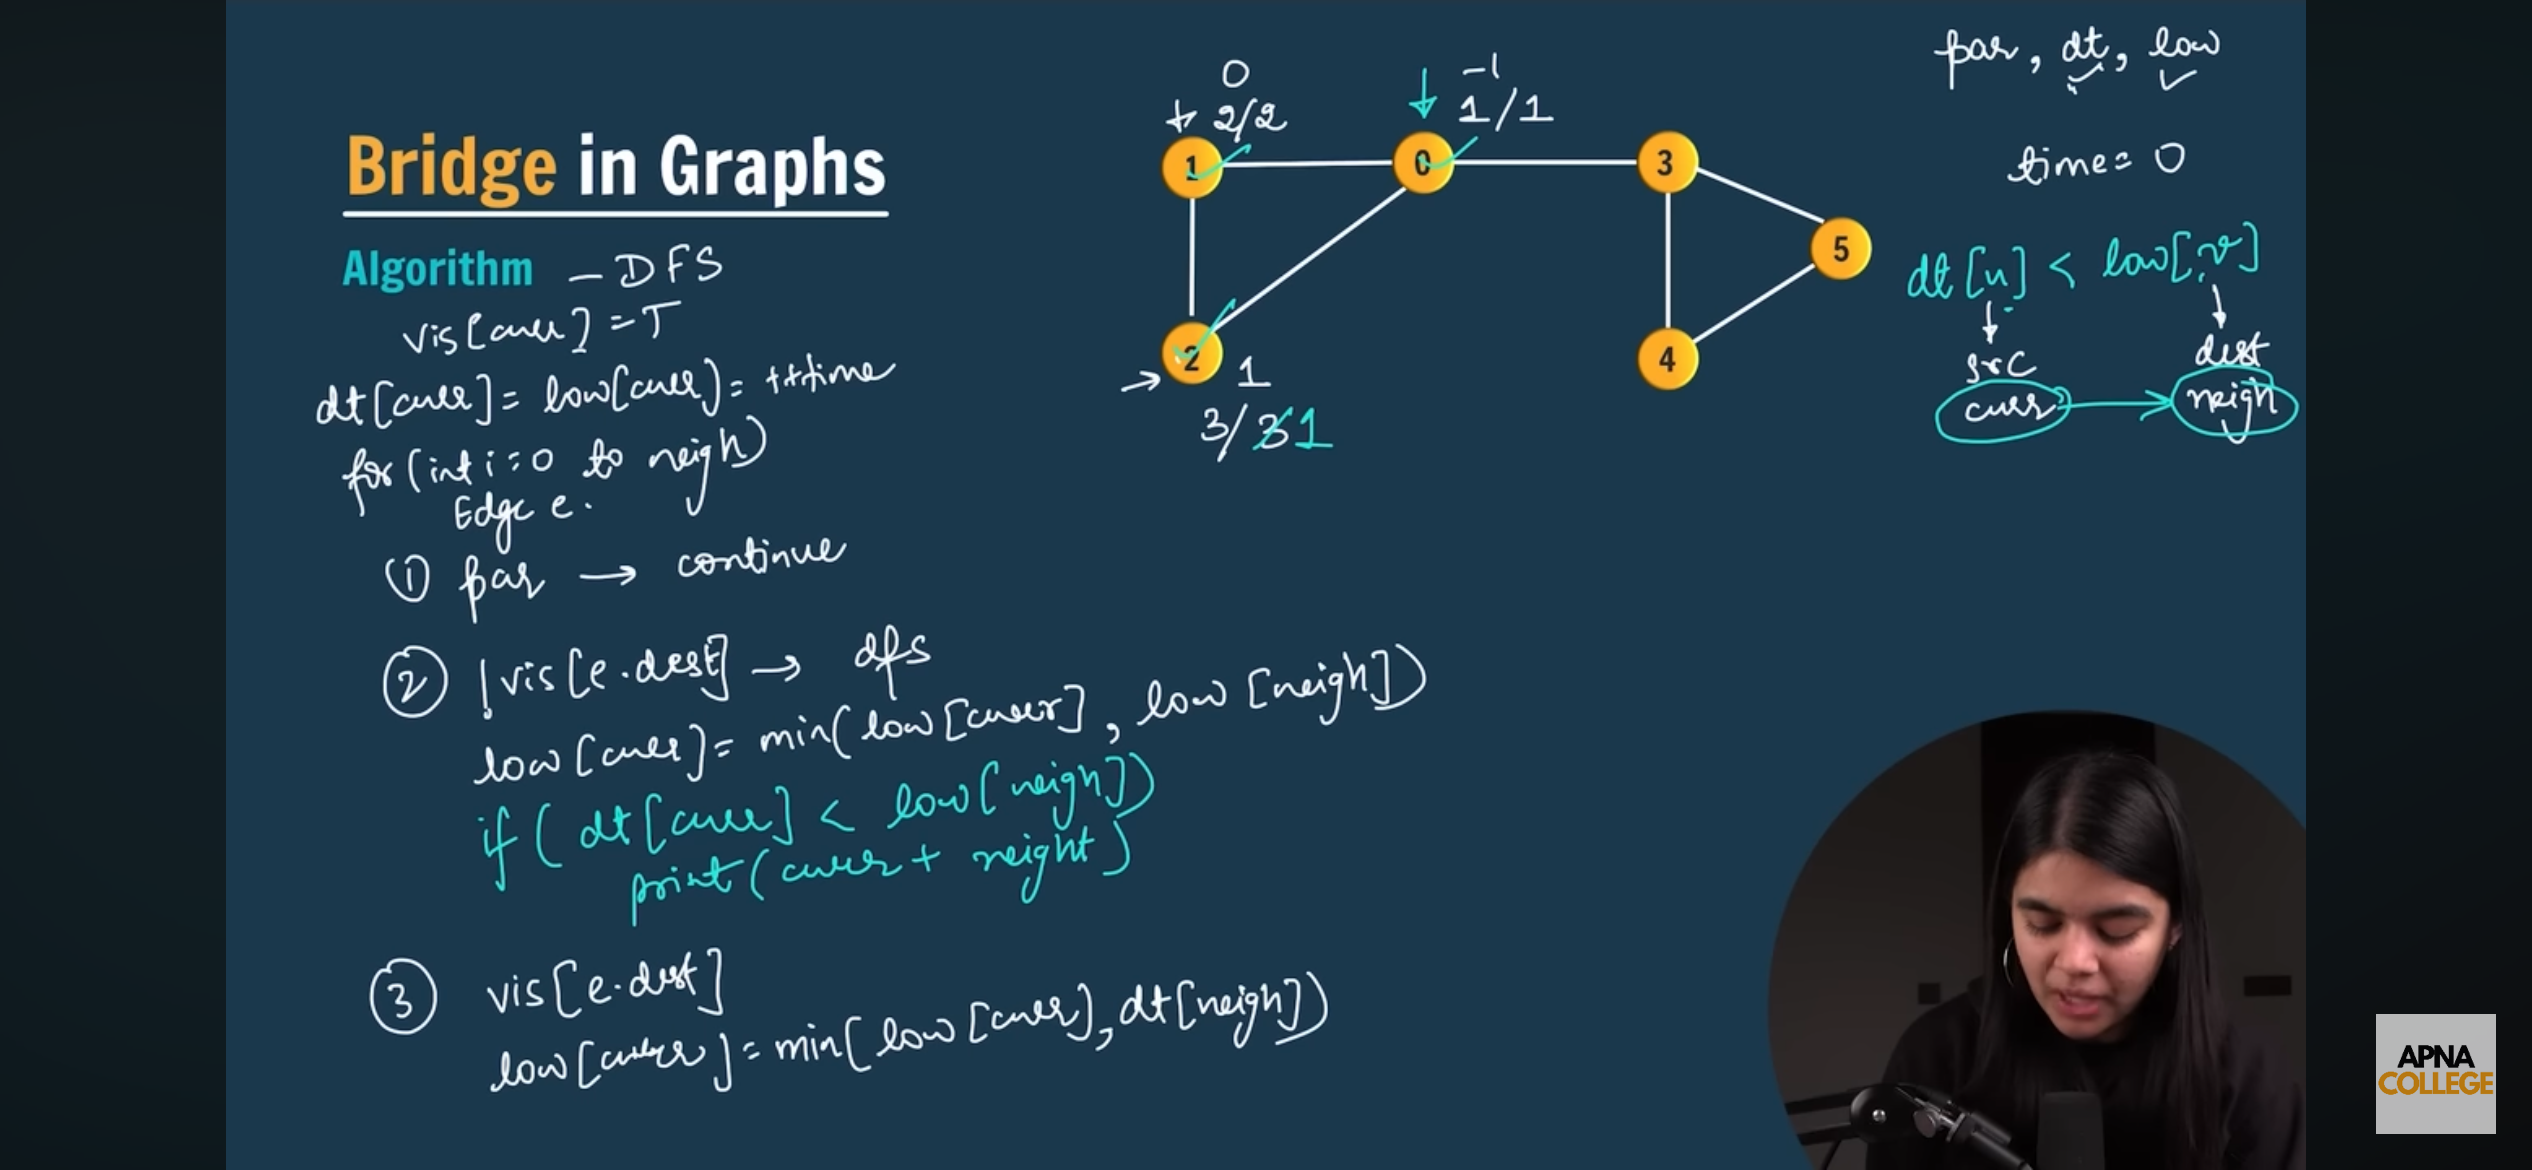 Bridge in Graphs
Algorithm - DFS
vis[curr] = T
dt[curr] = low[curr] = ++time
for (int i=0 to neigh)
Edge e.
① par → continue
② !vis[e.dest] → dfs
low[curr] = min(low[curr], low[neigh])
if (dt[curr] < low[neigh])
print(curr + neight)
③ vis[e.dest]
low[curr] = min(low[curr], dt[neigh])
0
2/2
-1
1/1
1
0
3
5
2
4
1
3/31
par, dt, low
time = 0
dt[u] < low[v]
src
dest
curr → neigh
APNA
COLLEGE